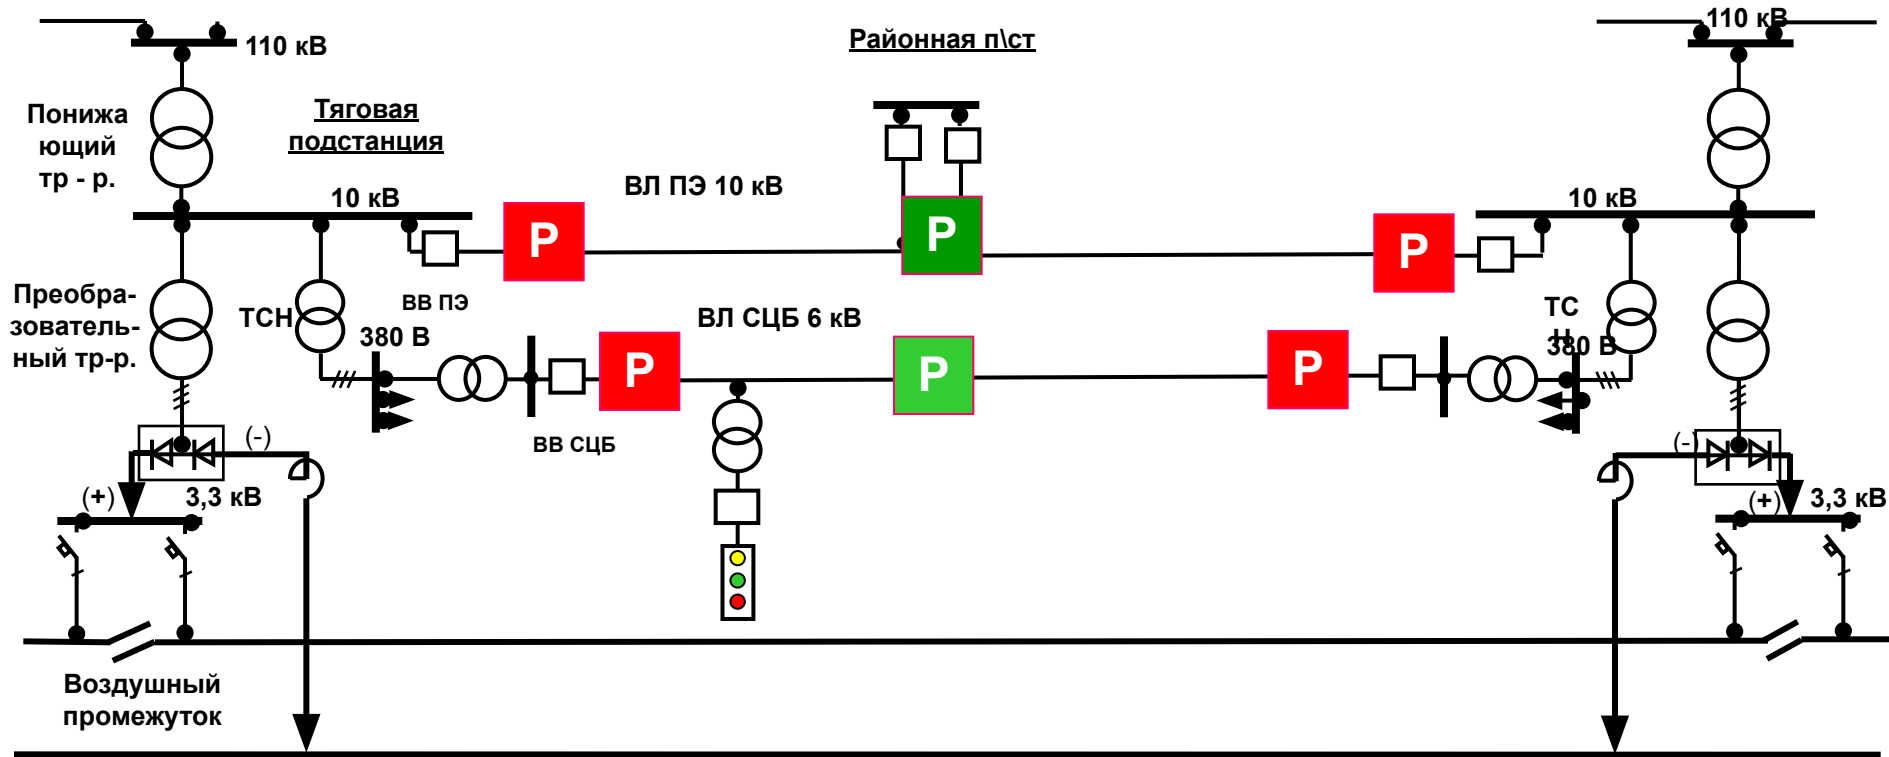 110 кВ
Районная п\ст
110 кВ
Понижа
ющий
тр - р.
Тяговая
подстанция
10 кВ
ВЛ ПЭ 10 кВ
10 кВ
Р
Р
Р
Преобра-
зователь-
ный тр-р.
ТСН
ВВ ПЭ
380 В
ВЛ СЦБ 6 кВ
ТС
Н
380 В
Р
Р
Р
ВВ СЦБ
(-)
(-)
(+)
3,3 кВ
(+)
3,3 кВ
Воздушный
промежуток